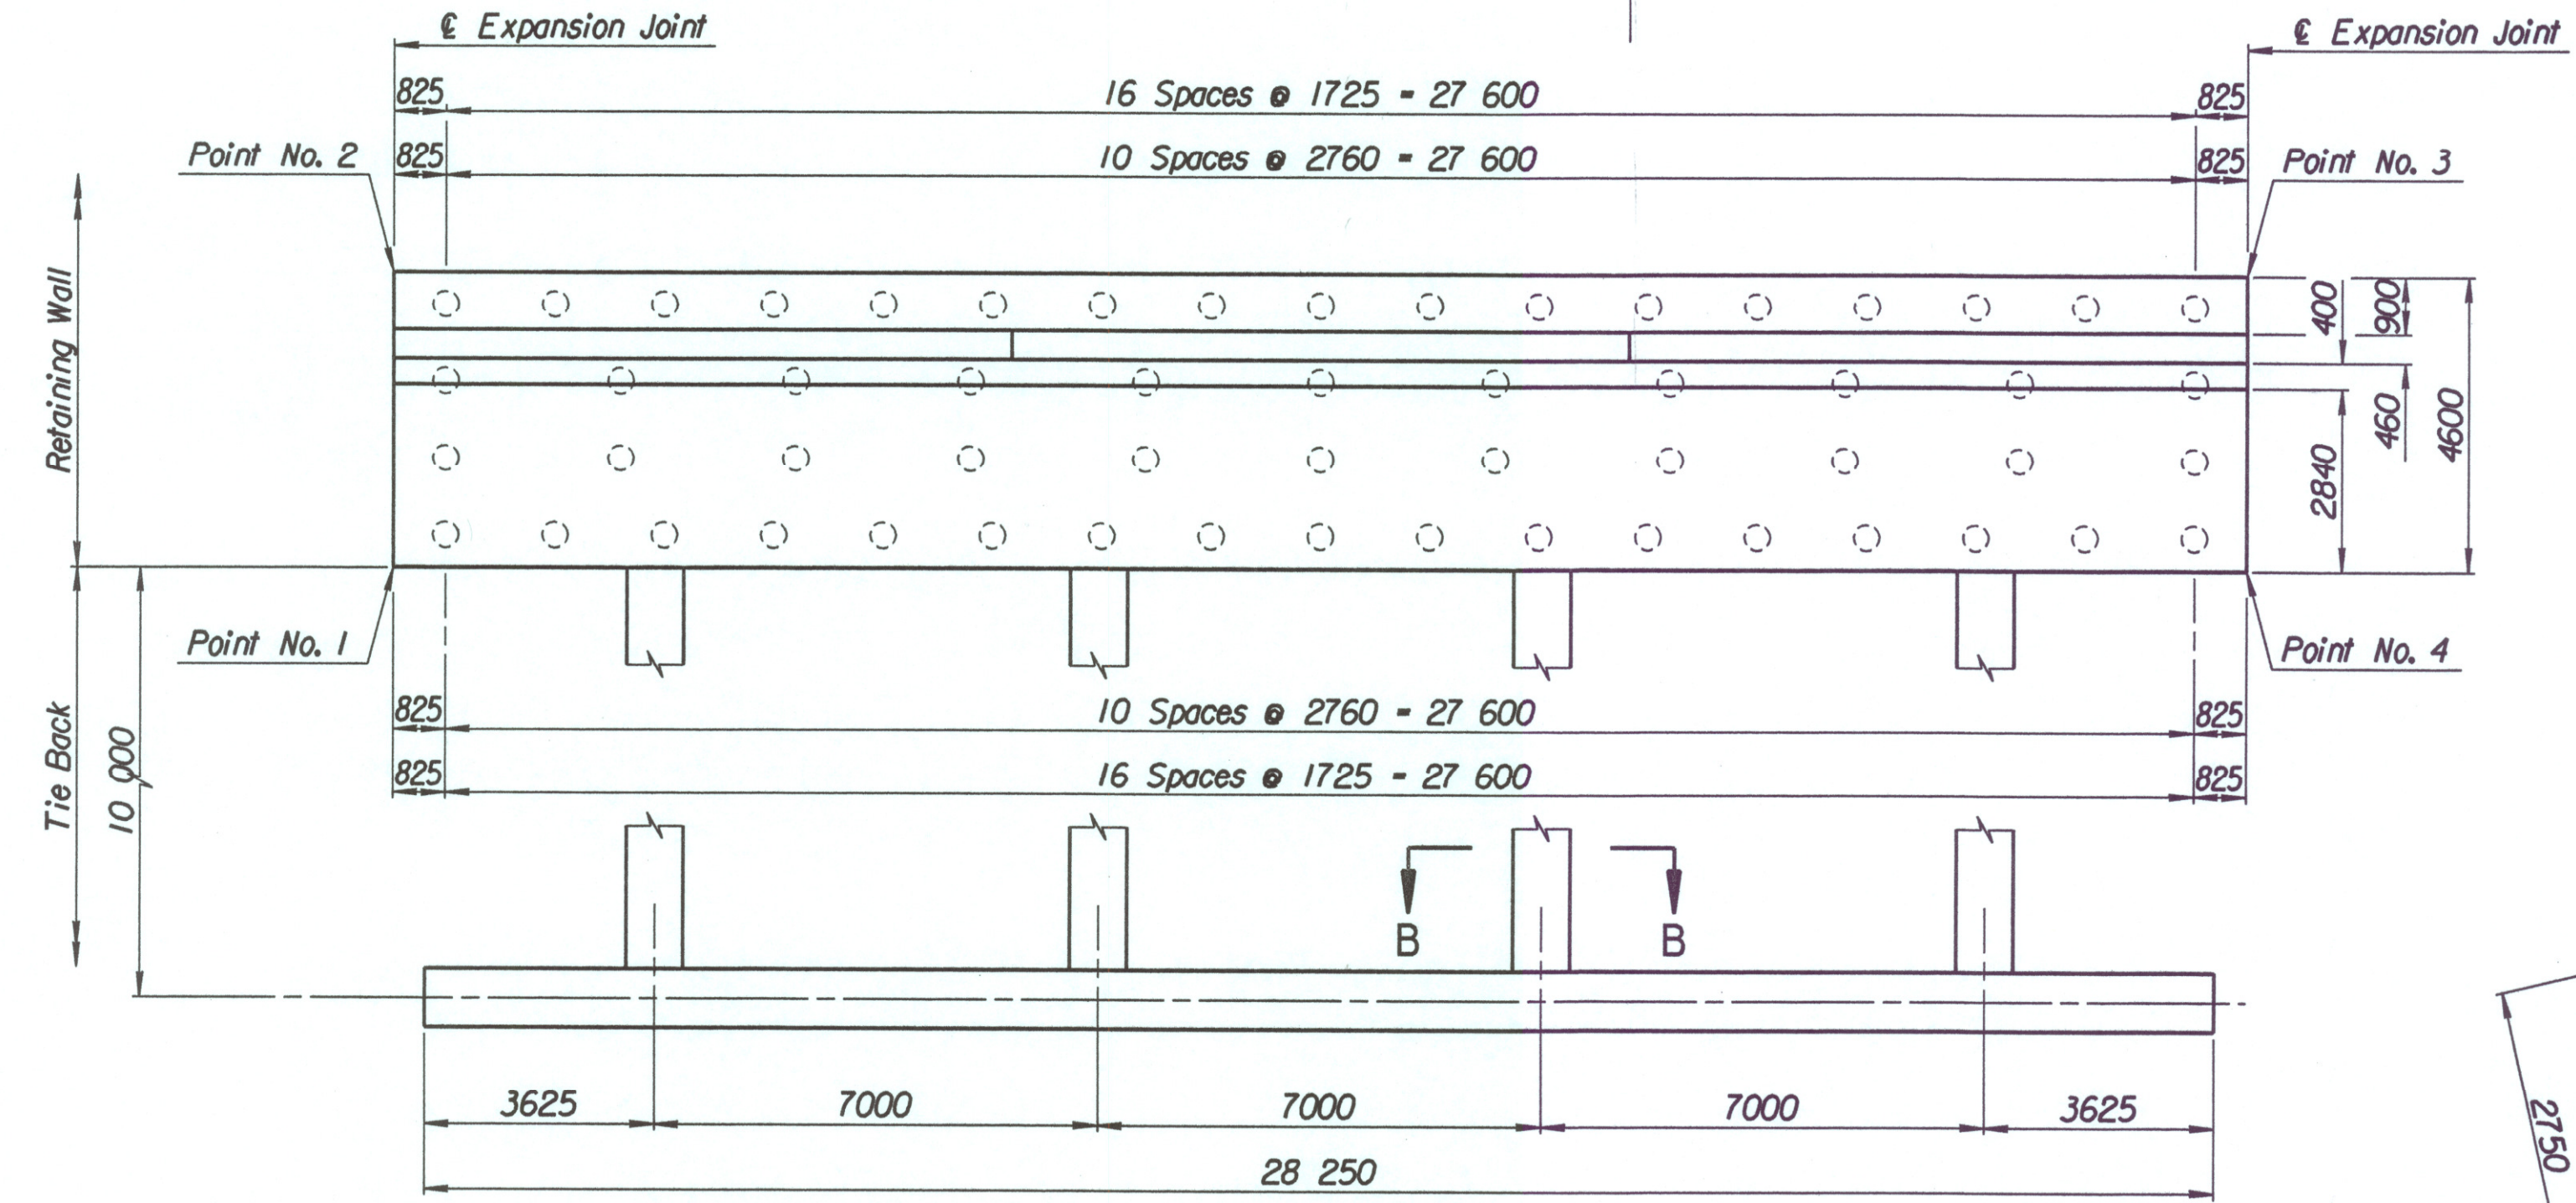 ℄ Expansion Joint
℄ Expansion Joint
825
16 Spaces @ 1725 = 27 600
825
Point No. 2
825
10 Spaces @ 2760 = 27 600
825
Point No. 3
Retaining Wall
400
900
460
4600
2840
Point No. 1
Point No. 4
825
10 Spaces @ 2760 = 27 600
825
825
16 Spaces @ 1725 = 27 600
825
Tie Back
10 000
B
B
3625
7000
7000
7000
3625
28 250
2750